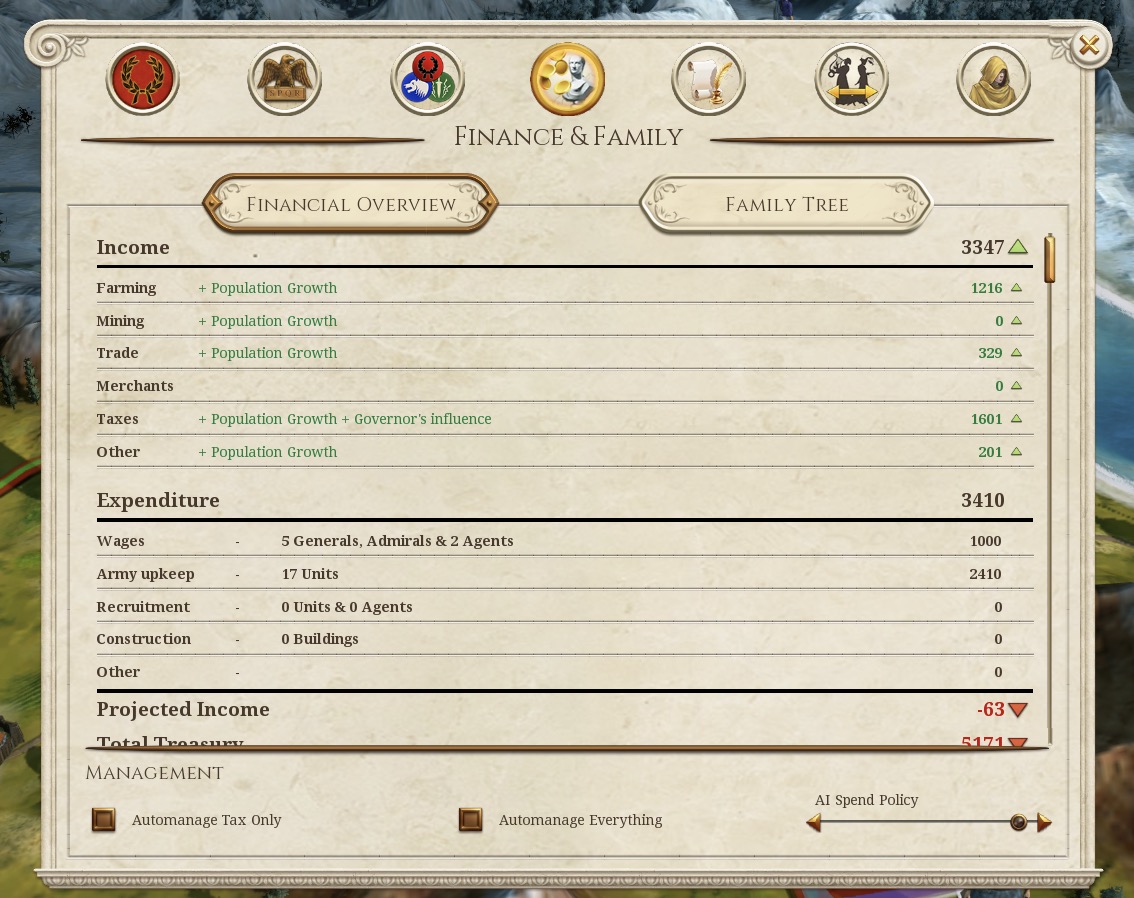 S·P·Q·R
Finance & Family
Financial Overview
Family Tree
Income 3347
Farming + Population Growth 1216
Mining + Population Growth 0
Trade + Population Growth 329
Merchants 0
Taxes + Population Growth + Governor's influence 1601
Other + Population Growth 201
Expenditure 3410
Wages - 5 Generals, Admirals & 2 Agents 1000
Army upkeep - 17 Units 2410
Recruitment - 0 Units & 0 Agents 0
Construction - 0 Buildings 0
Other - 0
Projected Income -63
Total Treasury 5171
Management
AI Spend Policy
Automanage Tax Only
Automanage Everything